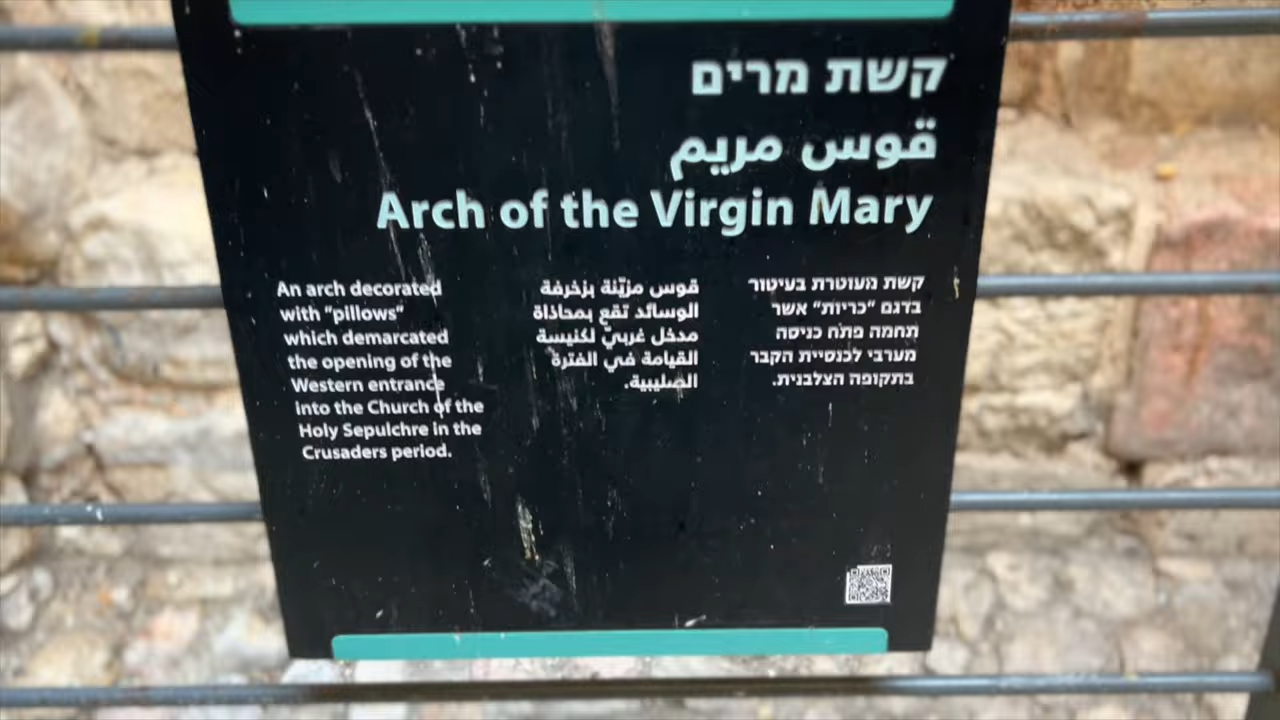 קשת מרים
قوس مريم
Arch of the Virgin Mary
An arch decorated
with "pillows"
which demarcated
the opening of the
Western entrance
into the Church of the
Holy Sepulchre in the
Crusaders period.
قوس مزيّنة بزخرفة
الوسائد تقع بمحاذاة
مدخل غربيّ لكنيسة
القيامة في الفترة
الصليبية.
קשת מעוטרת בעיטור
בדגם "כריות" אשר
תחמה פתח כניסה
מערבי לכנסיית הקבר
בתקופה הצלבנית.